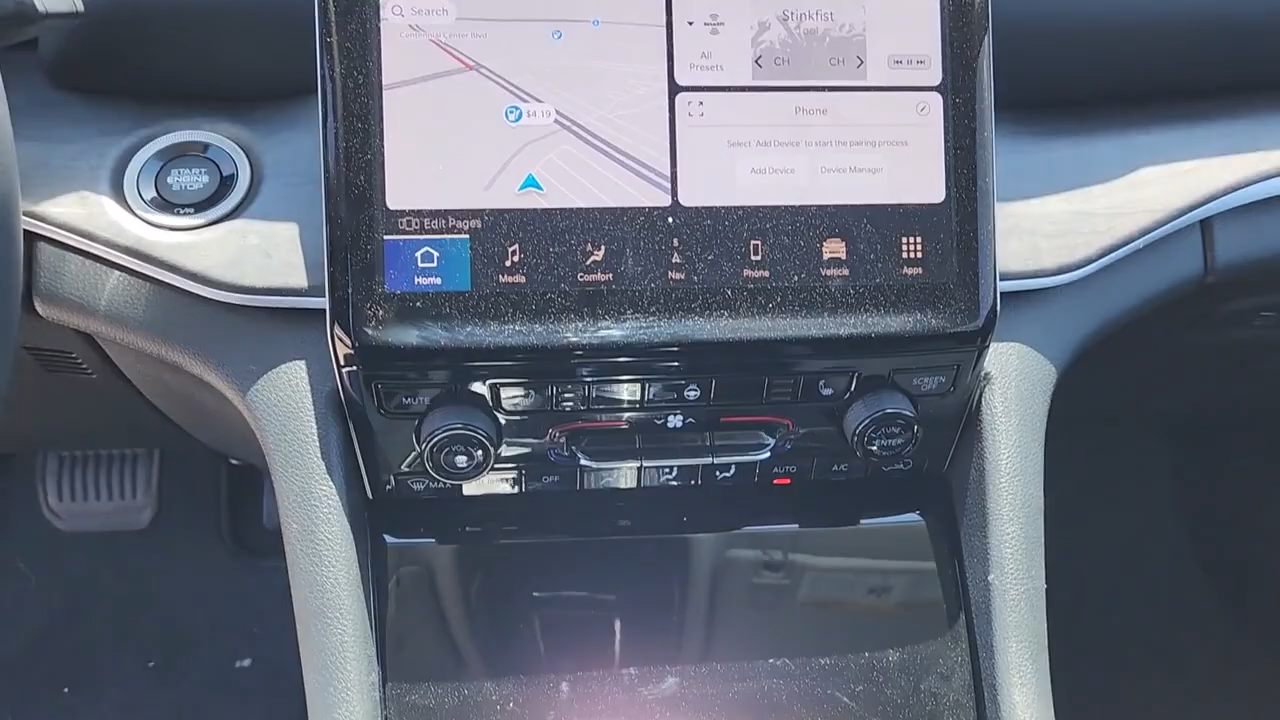 Search
Centennial Center Blvd
$4.19
Stinkfist
Tool
All
Presets
CH
CH
Phone
Select 'Add Device' to start the pairing process
Add Device
Device Manager
Edit Pages
Home
Media
Comfort
S
A
Nav
Phone
Vehicle
Apps
START
ENGINE
STOP
MUTE
SCREEN
OFF
VOL
TUNE
ENTER
MAX
OFF
AUTO
A/C